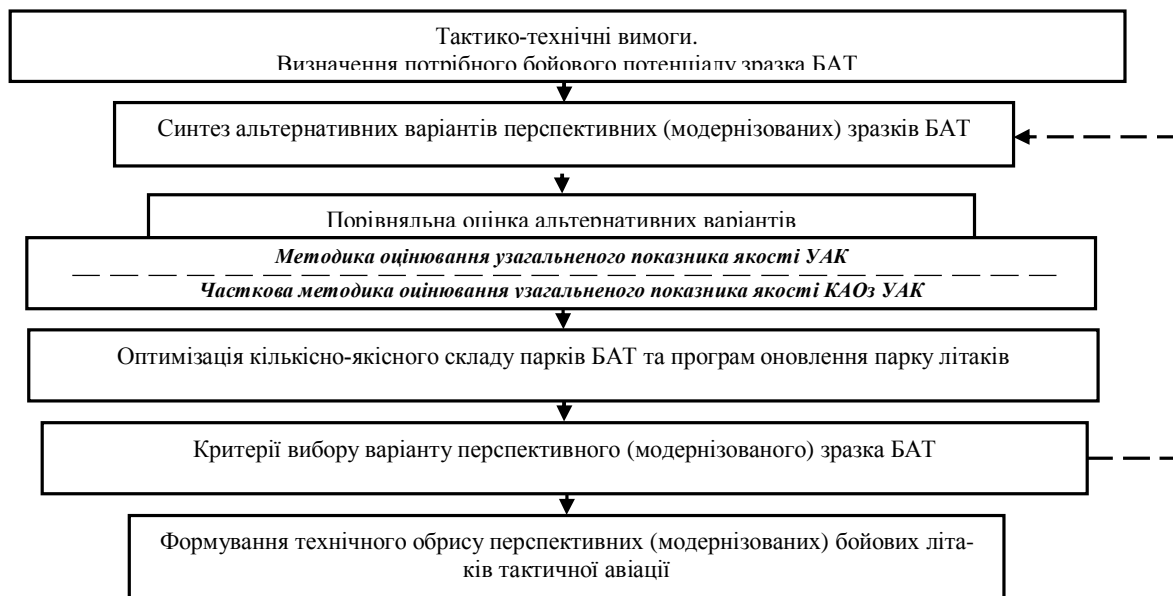 Тактико-технічні вимоги.
Визначення потрібного бойового потенціалу зразка БАТ
Синтез альтернативних варіантів перспективних (модернізованих) зразків БАТ
Порівняльна оцінка альтернативних варіантів
Методика оцінювання узагальненого показника якості УАК
Часткова методика оцінювання узагальненого показника якості КАОз УАК
Оптимізація кількісно-якісного складу парків БАТ та програм оновлення парку літаків
Критерії вибору варіанту перспективного (модернізованого) зразка БАТ
Формування технічного обрису перспективних (модернізованих) бойових літа-
ків тактичної авіації